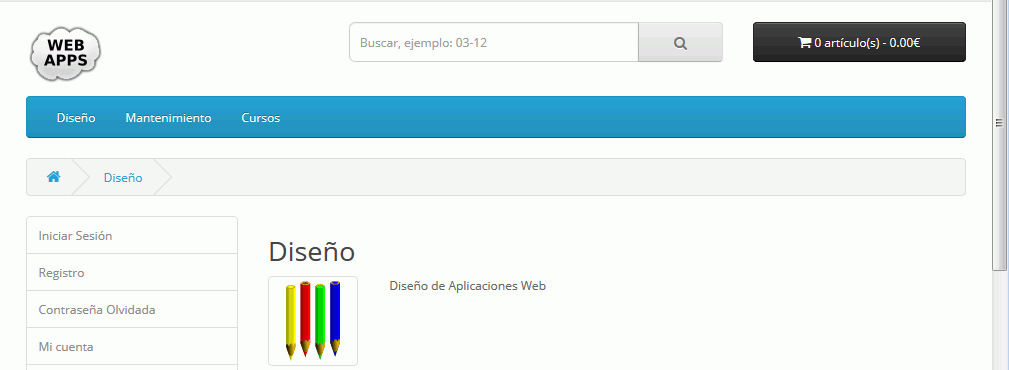 WEB
APPS
Buscar, ejemplo: 03-12
0 artículo(s) - 0.00€
Diseño Mantenimiento Cursos
Diseño
Iniciar Sesión
Registro
Contraseña Olvidada
Mi cuenta
Diseño
Diseño de Aplicaciones Web